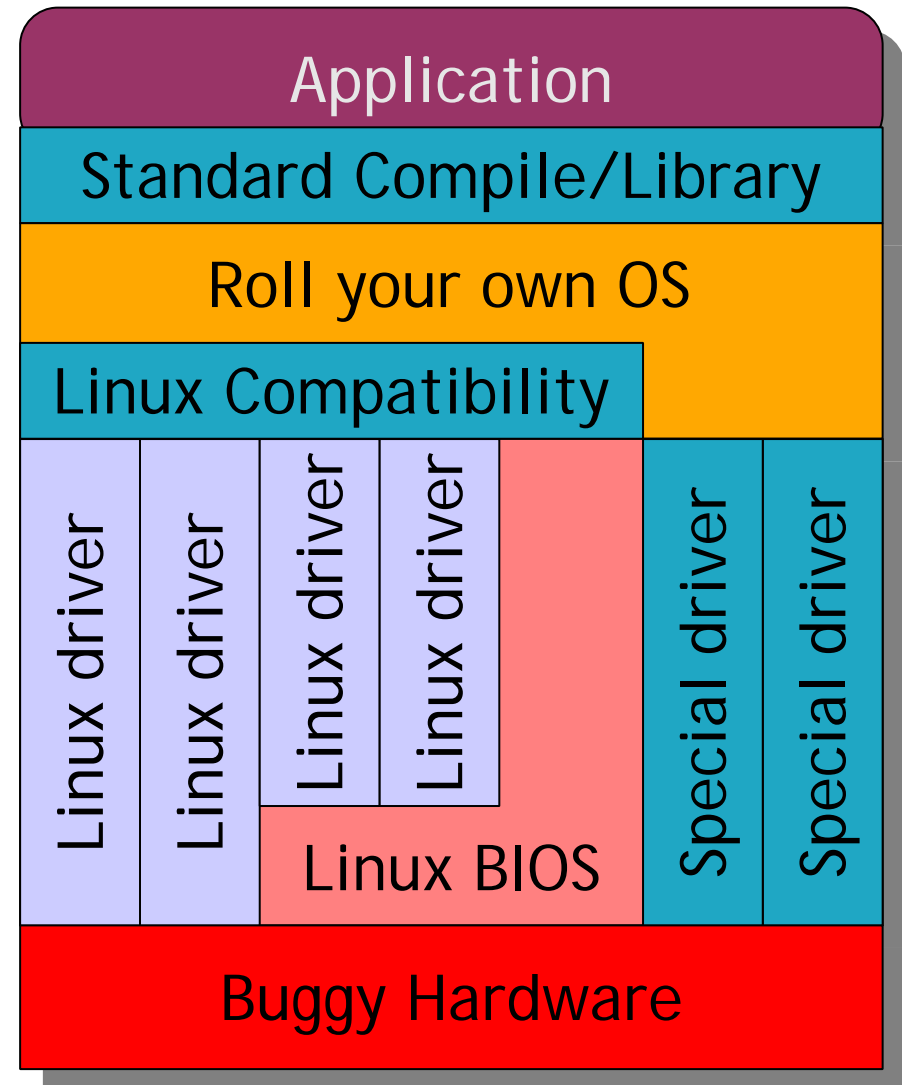 Application
Standard Compile/Library
Roll your own OS
Linux Compatibility
Linux driver
Linux driver
Linux driver
Linux driver
Linux BIOS
Special driver
Special driver
Buggy Hardware